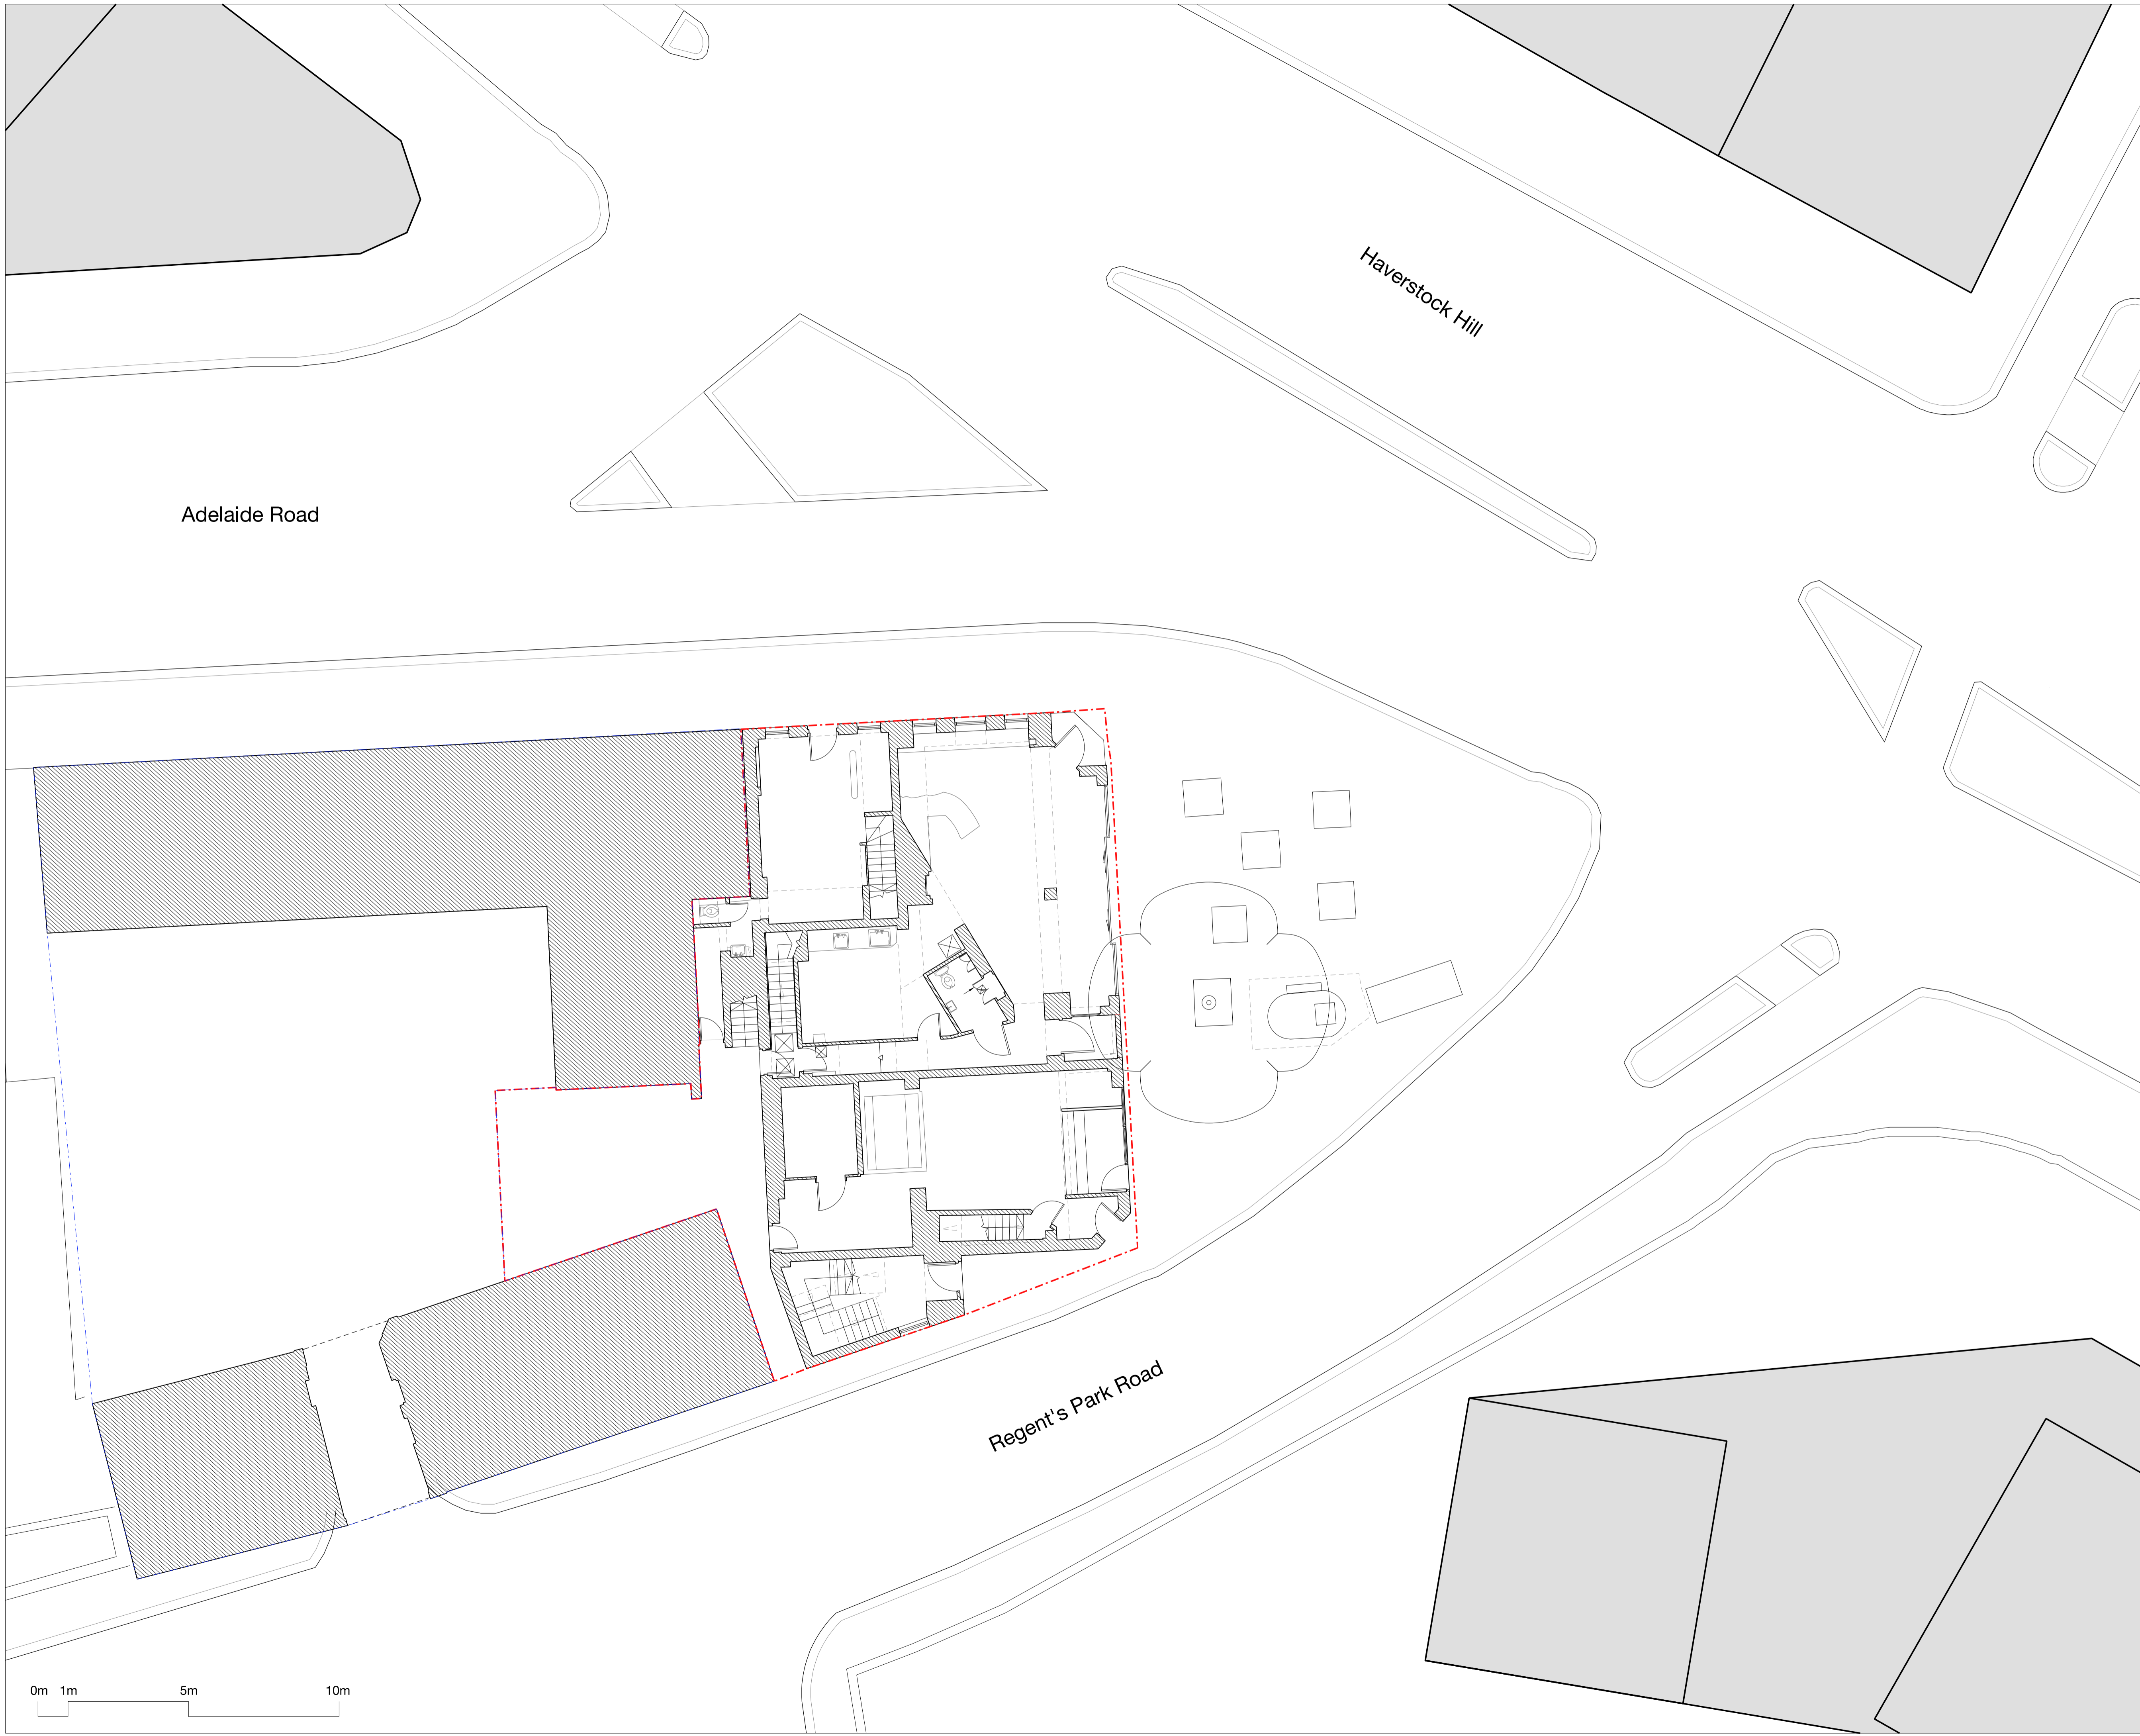 Haverstock Hill
Adelaide Road
Regent's Park Road
0m 1m 5m 10m